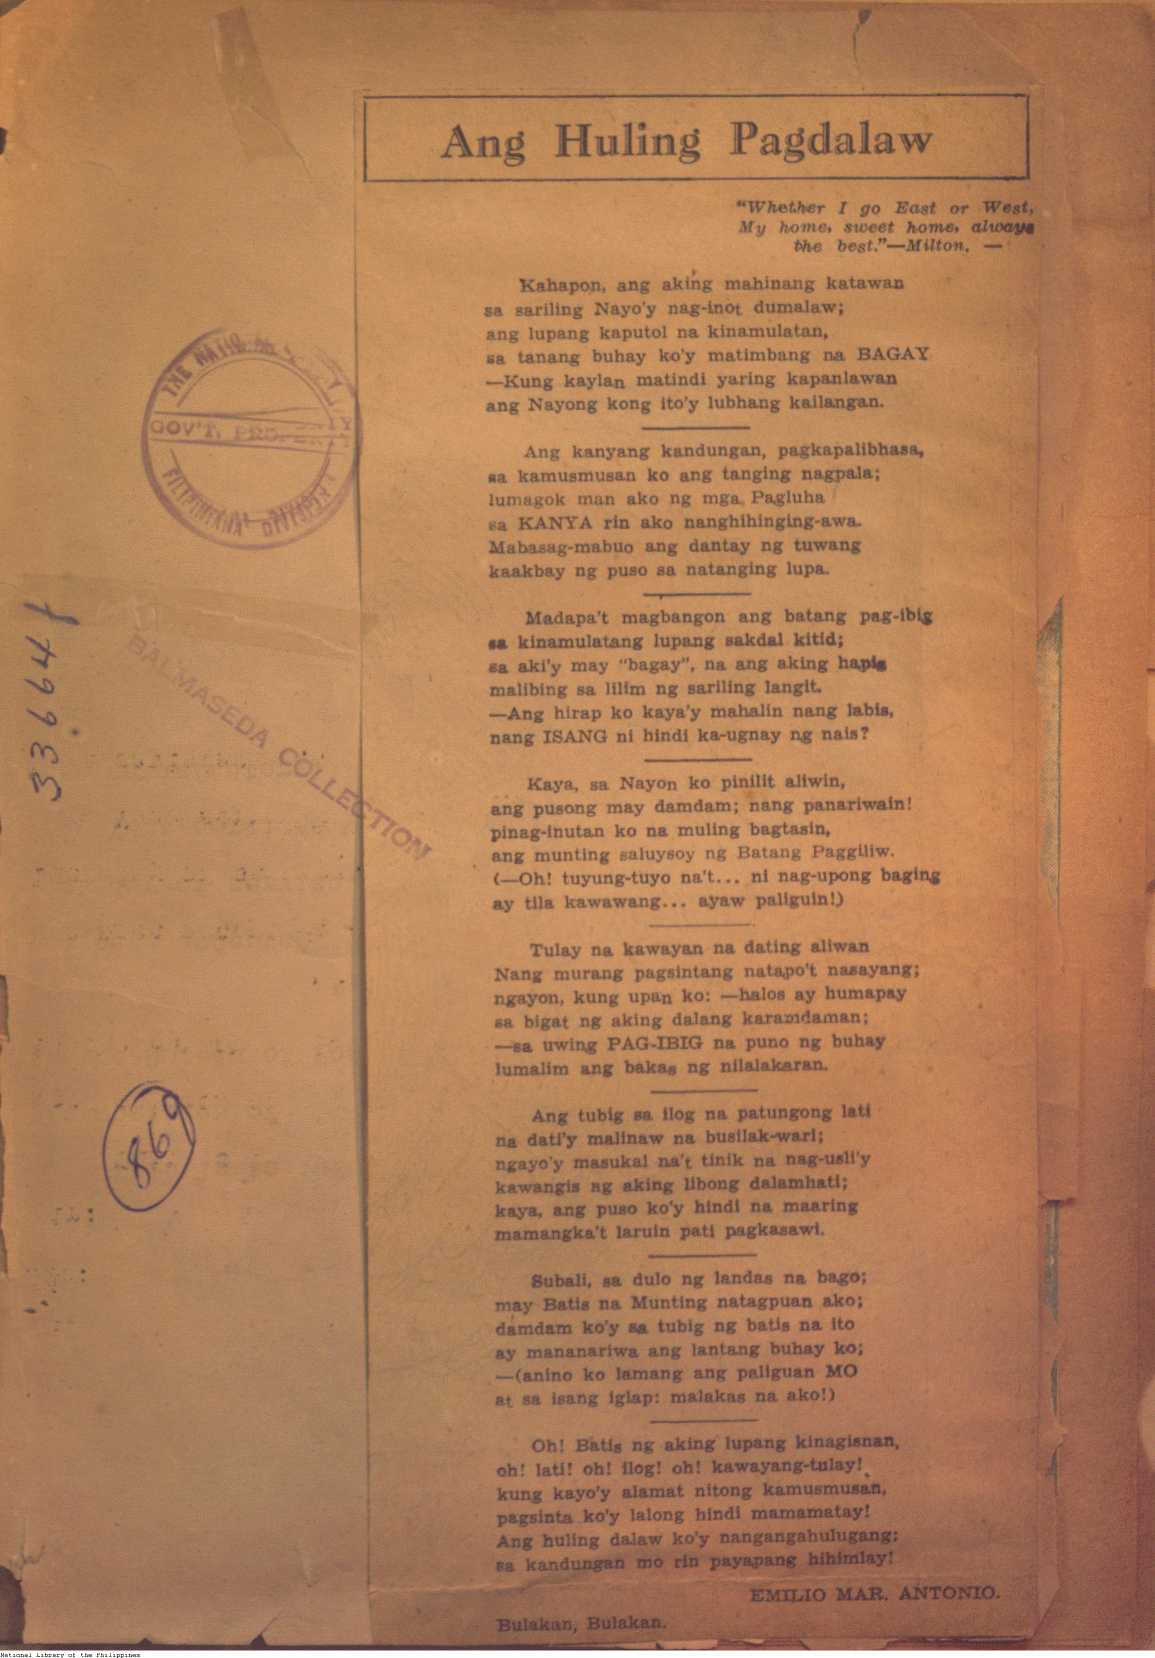 Ang Huling Pagdalaw
"Whether I go East or West,
My home, sweet home, always
the best."—Milton. —
Kahapon, ang aking mahinang katawan
sa sariling Nayo'y nag-inot dumalaw;
ang lupang kaputol na kinamulatan,
sa tanang buhay ko'y matimbang na BAGAY
—Kung kaylan matindi yaring kapanlawan
ang Nayong kong ito'y lubhang kailangan.
Ang kanyang kandungan, pagkapalibhasa,
sa kamusmusan ko ang tanging nagpala;
lumagok man ako ng mga Pagluha
sa KANYA rin ako nanghihinging-awa.
Mabasag-mabuo ang dantay ng tuwang
kaakbay ng puso sa natanging lupa.
Madapa't magbangon ang batang pag-ibig
sa kinamulatang lupang sakdal kitid;
sa aki'y may "bagay", na ang aking hapis
malibing sa lilim ng sariling langit.
—Ang hirap ko kaya'y mahalin nang labis,
nang ISANG ni hindi ka-ugnay ng nais?
Kaya, sa Nayon ko pinilit aliwin,
ang pusong may damdam; nang panariwain!
pinag-inutan ko na muling bagtasin,
ang munting saluysoy ng Batang Paggiliw.
(—Oh! tuyung-tuyo na't... ni nag-upong baging
ay tila kawawang... ayaw paliguin!)
Tulay na kawayan na dating aliwan
Nang murang pagsintang natapo't nasayang;
ngayon, kung upan ko: —halos ay humapay
sa bigat ng aking dalang karamdaman;
—sa uwing PAG-IBIG na puno ng buhay
lumalim ang bakas ng nilalakaran.
Ang tubig sa ilog na patungong lati
na dati'y malinaw na busilak-wari;
ngayo'y masukal na't tinik na nag-usli'y
kawangis ng aking libong dalamhati;
kaya, ang puso ko'y hindi na maaring
mamangka't laruin pati pagkasawi.
Subali, sa dulo ng landas na bago;
may Batis na Munting natagpuan ako;
damdam ko'y sa tubig ng batis na ito
ay mananariwa ang lantang buhay ko;
—(anino ko lamang ang paliguan MO
at sa isang iglap: malakas na ako!)
Oh! Batis ng aking lupang kinagisnan,
oh! lati! oh! ilog! oh! kawayang-tulay!
kung kayo'y alamat nitong kamusmusan,
pagsinta ko'y lalong hindi mamamatay!
Ang huling dalaw ko'y nangangahulugang:
sa kandungan mo rin payapang hihimlay!
EMILIO MAR. ANTONIO.
Bulakan, Bulakan.
THE NATIONAL
GOV'T. PROPERTY
FILIPINIANA DIVISION
BALMASEDA COLLECTION
33664
869
National Library of the Philippines